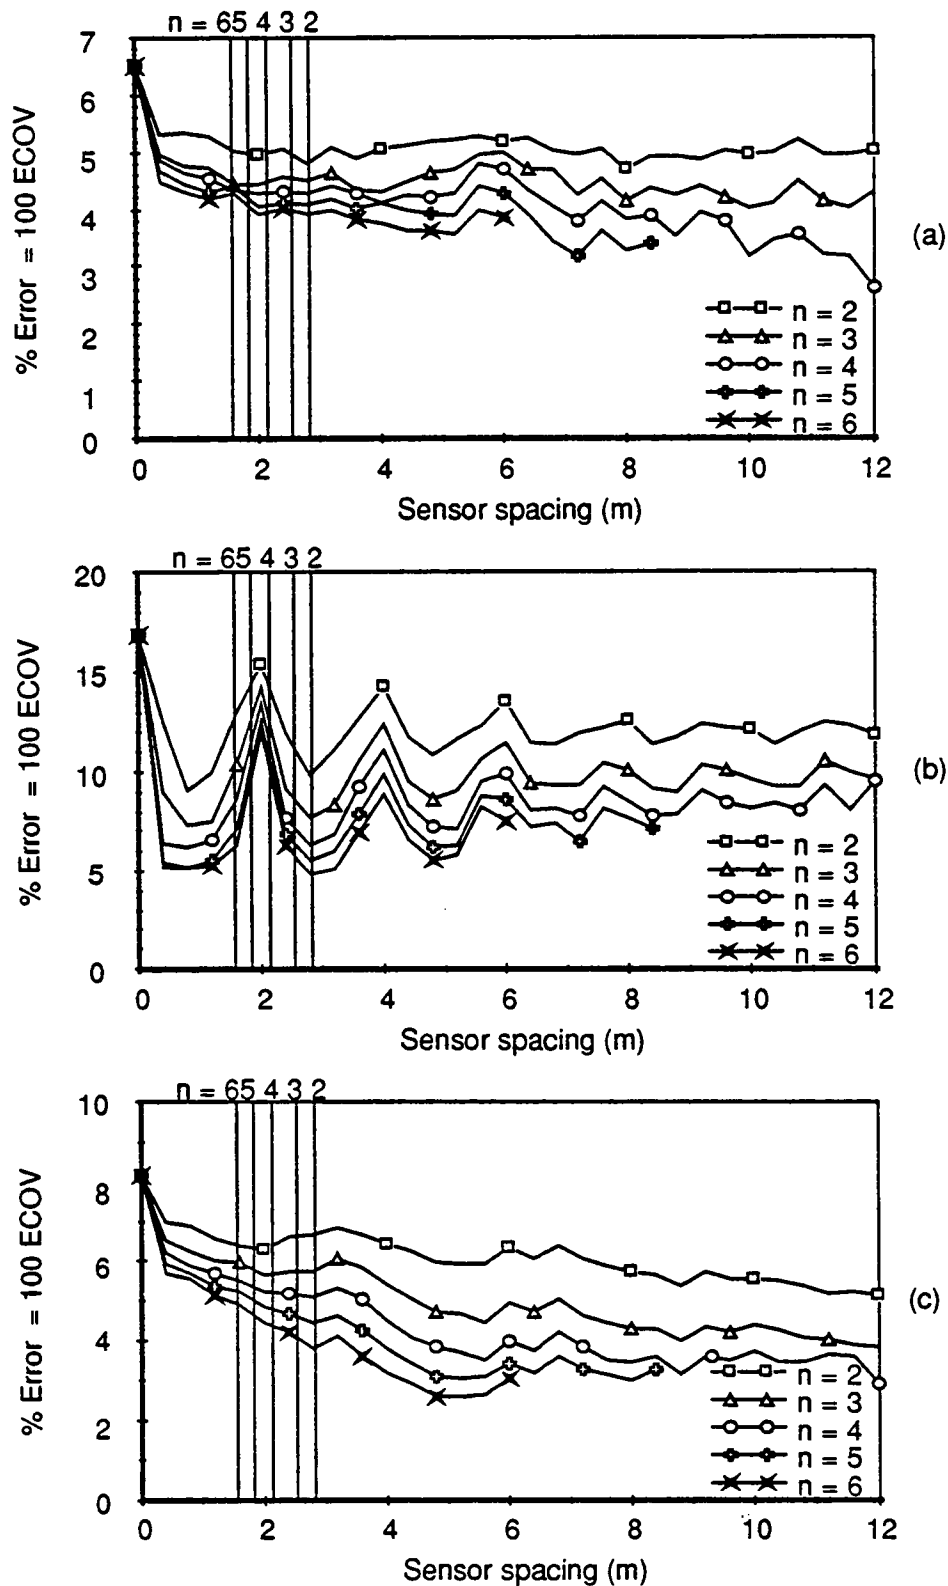 n = 65 4 3 2
7
6
5
4
3
2
1
0
% Error = 100 ECOV
n = 2
n = 3
n = 4
n = 5
n = 6
0 2 4 6 8 10 12
Sensor spacing (m)
(a)
n = 65 4 3 2
20
15
10
5
0
% Error = 100 ECOV
n = 2
n = 3
n = 4
n = 5
n = 6
0 2 4 6 8 10 12
Sensor spacing (m)
(b)
n = 65 4 3 2
10
8
6
4
2
0
% Error = 100 ECOV
n = 2
n = 3
n = 4
n = 5
n = 6
0 2 4 6 8 10 12
Sensor spacing (m)
(c)